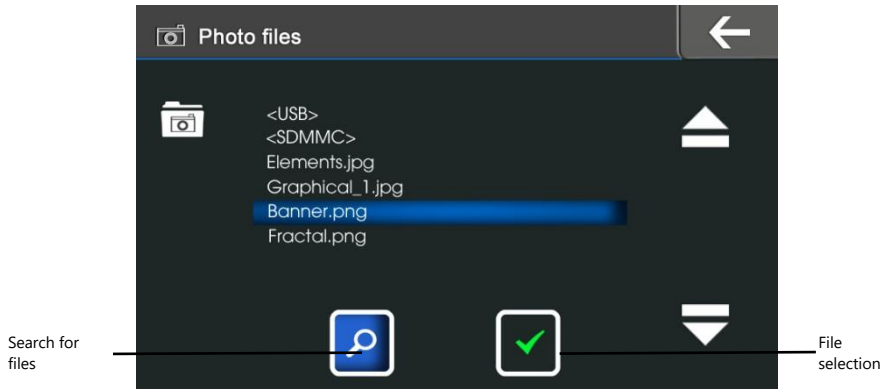 Photo files
<USB>
<SDMMC>
Elements.jpg
Graphical_1.jpg
Banner.png
Fractal.png
Search for
files
File
selection